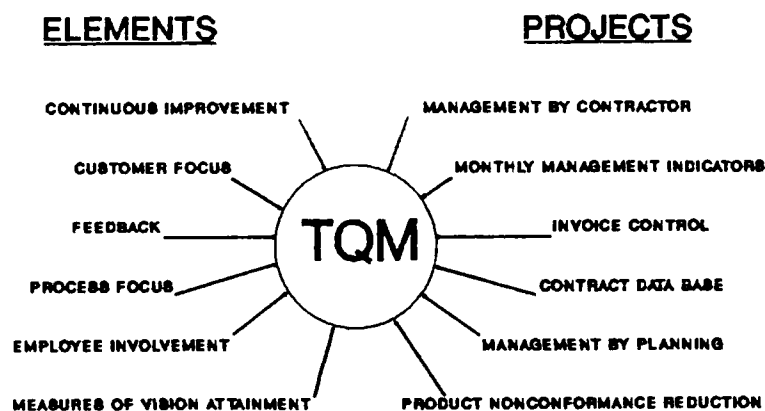 ELEMENTS
PROJECTS
CONTINUOUS IMPROVEMENT
CUSTOMER FOCUS
FEEDBACK
PROCESS FOCUS
EMPLOYEE INVOLVEMENT
MEASURES OF VISION ATTAINMENT
TQM
MANAGEMENT BY CONTRACTOR
MONTHLY MANAGEMENT INDICATORS
INVOICE CONTROL
CONTRACT DATA BASE
MANAGEMENT BY PLANNING
PRODUCT NONCONFORMANCE REDUCTION